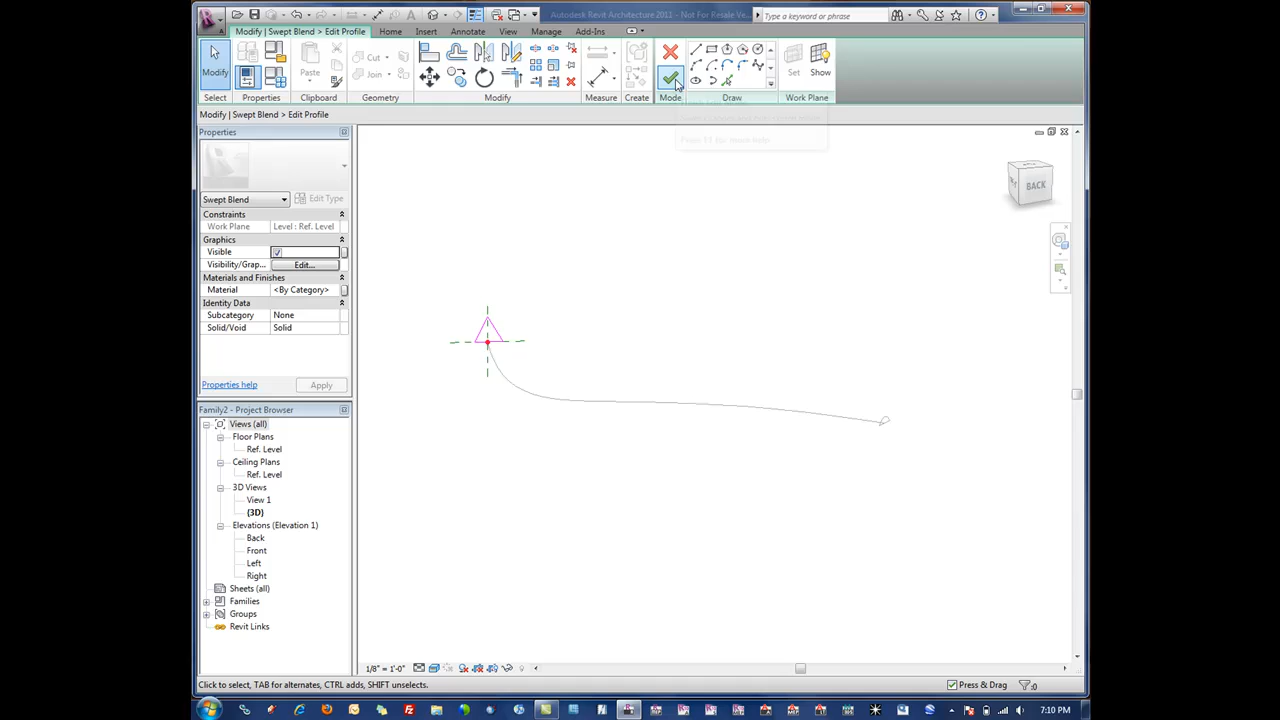 Autodesk Revit Architecture 2011 - Not For Resale Ve...
Type a keyword or phrase
Modify | Swept Blend > Edit Profile
Home
Insert
Annotate
View
Manage
Add-Ins
Modify
Paste
Cut
Join
Set
Show
Select
Properties
Clipboard
Geometry
Modify
Measure
Create
Mode
Draw
Work Plane
Modify | Swept Blend > Edit Profile
Properties
Swept Blend
Edit Type
Constraints
Work Plane
Level : Ref. Level
Graphics
Visible
Visibility/Grap...
Edit...
Materials and Finishes
Material
<By Category>
Identity Data
Subcategory
None
Solid/Void
Solid
Properties help
Apply
Family2 - Project Browser
Views (all)
Floor Plans
Ref. Level
Ceiling Plans
Ref. Level
3D Views
View 1
(3D)
Elevations (Elevation 1)
Back
Front
Left
Right
Sheets (all)
Families
Groups
Revit Links
BACK
1/8" = 1'-0"
Click to select, TAB for alternates, CTRL adds, SHIFT unselects.
Press & Drag
:0
7:10 PM